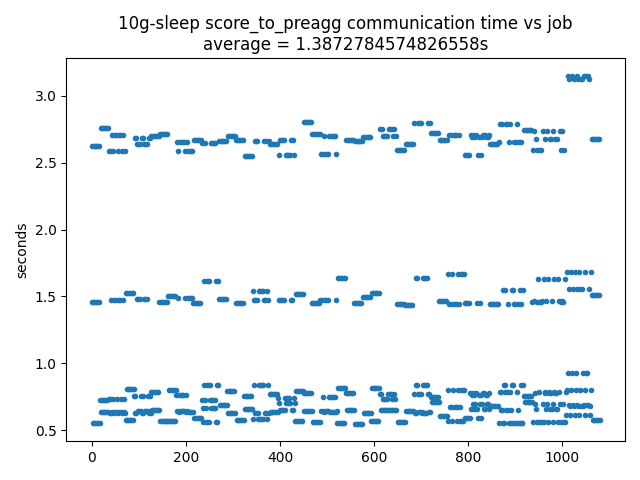 10g-sleep score_to_preagg communication time vs job
average = 1.3872784574826558s
3.0
2.5
2.0
seconds
1.5
1.0
0.5
0 200 400 600 800 1000